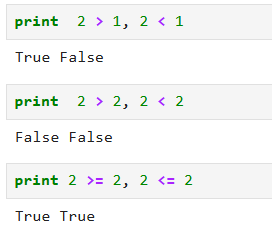 print  2 > 1, 2 < 1
True False
print  2 > 2, 2 < 2
False False
print 2 >= 2, 2 <= 2
True True